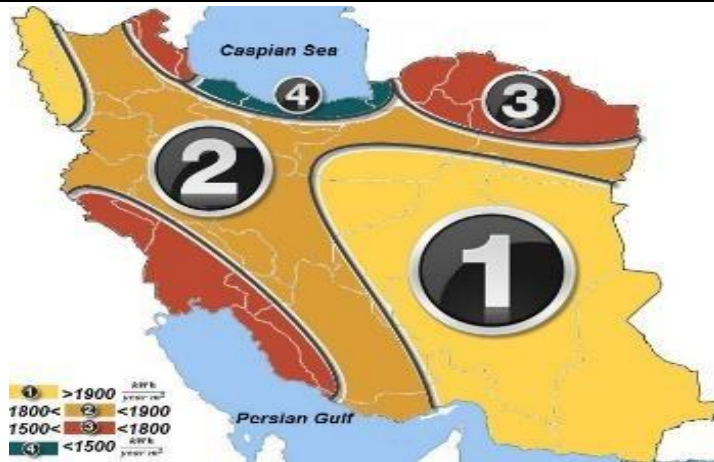 Caspian Sea
4
3
2
1
1 >1900 kWh/year m²
1800< 2 <1900
1500< 3 <1800
Persian Gulf
4 <1500 kWh/year m²